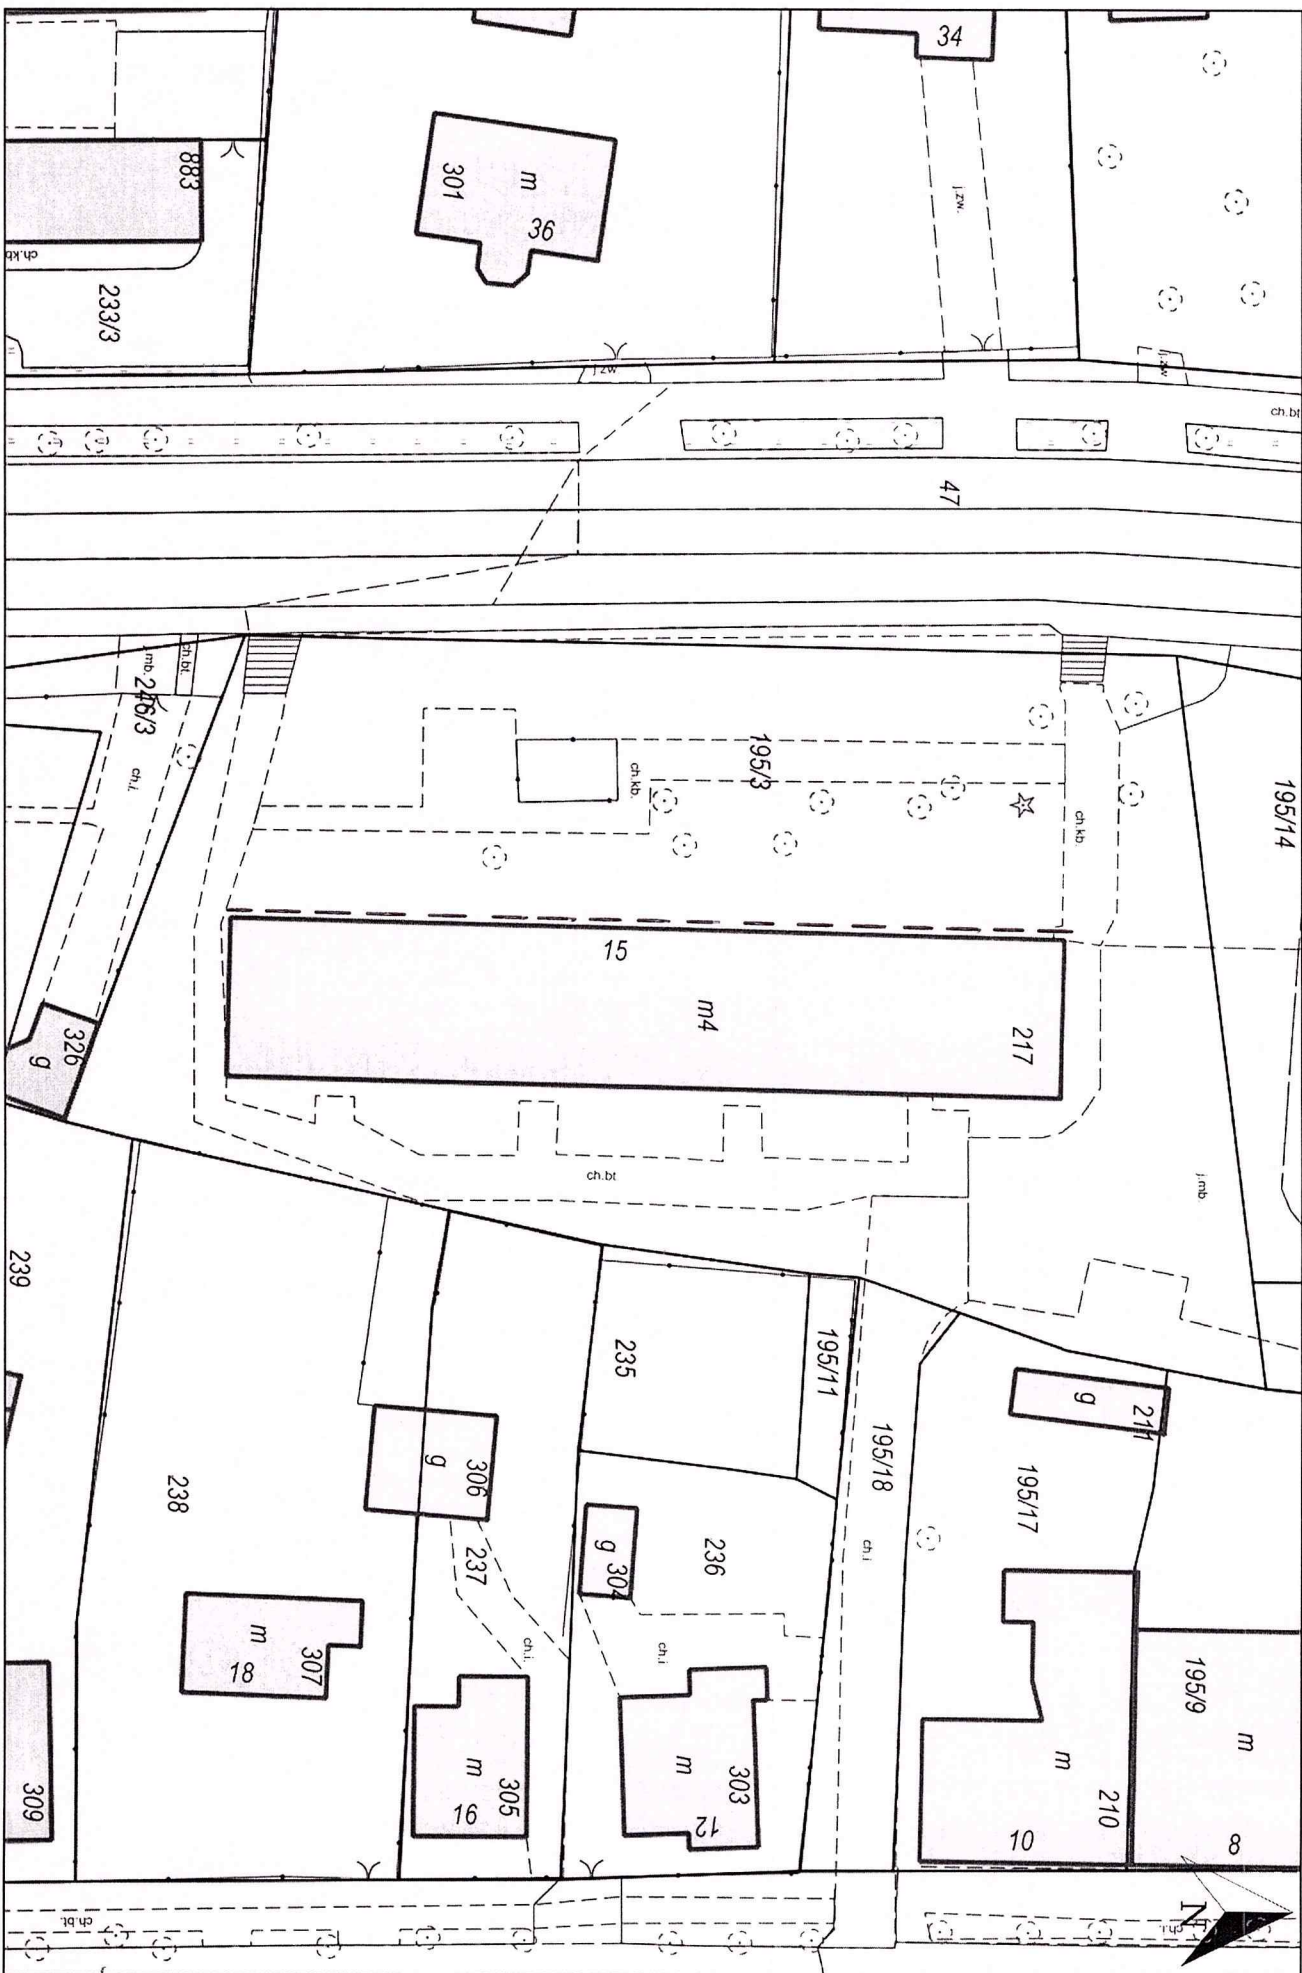 34
883
301
m
36
j.zw.
ch.kb
233/3
j.zw
j.zw
ch.bt
47
ch.bt.
j.mb.
246/3
ch.i.
195/3
ch.kb.
ch.kb.
195/14
15
m4
217
326
g
ch.bt
j.mb.
239
235
195/11
195/18
g
211
195/17
238
g
306
237
g
304
236
ch.i
ch.i.
ch.i
m
307
18
m
305
16
m
303
12
m
210
10
195/9
m
8
309
ch.bt.
ch.i.
N